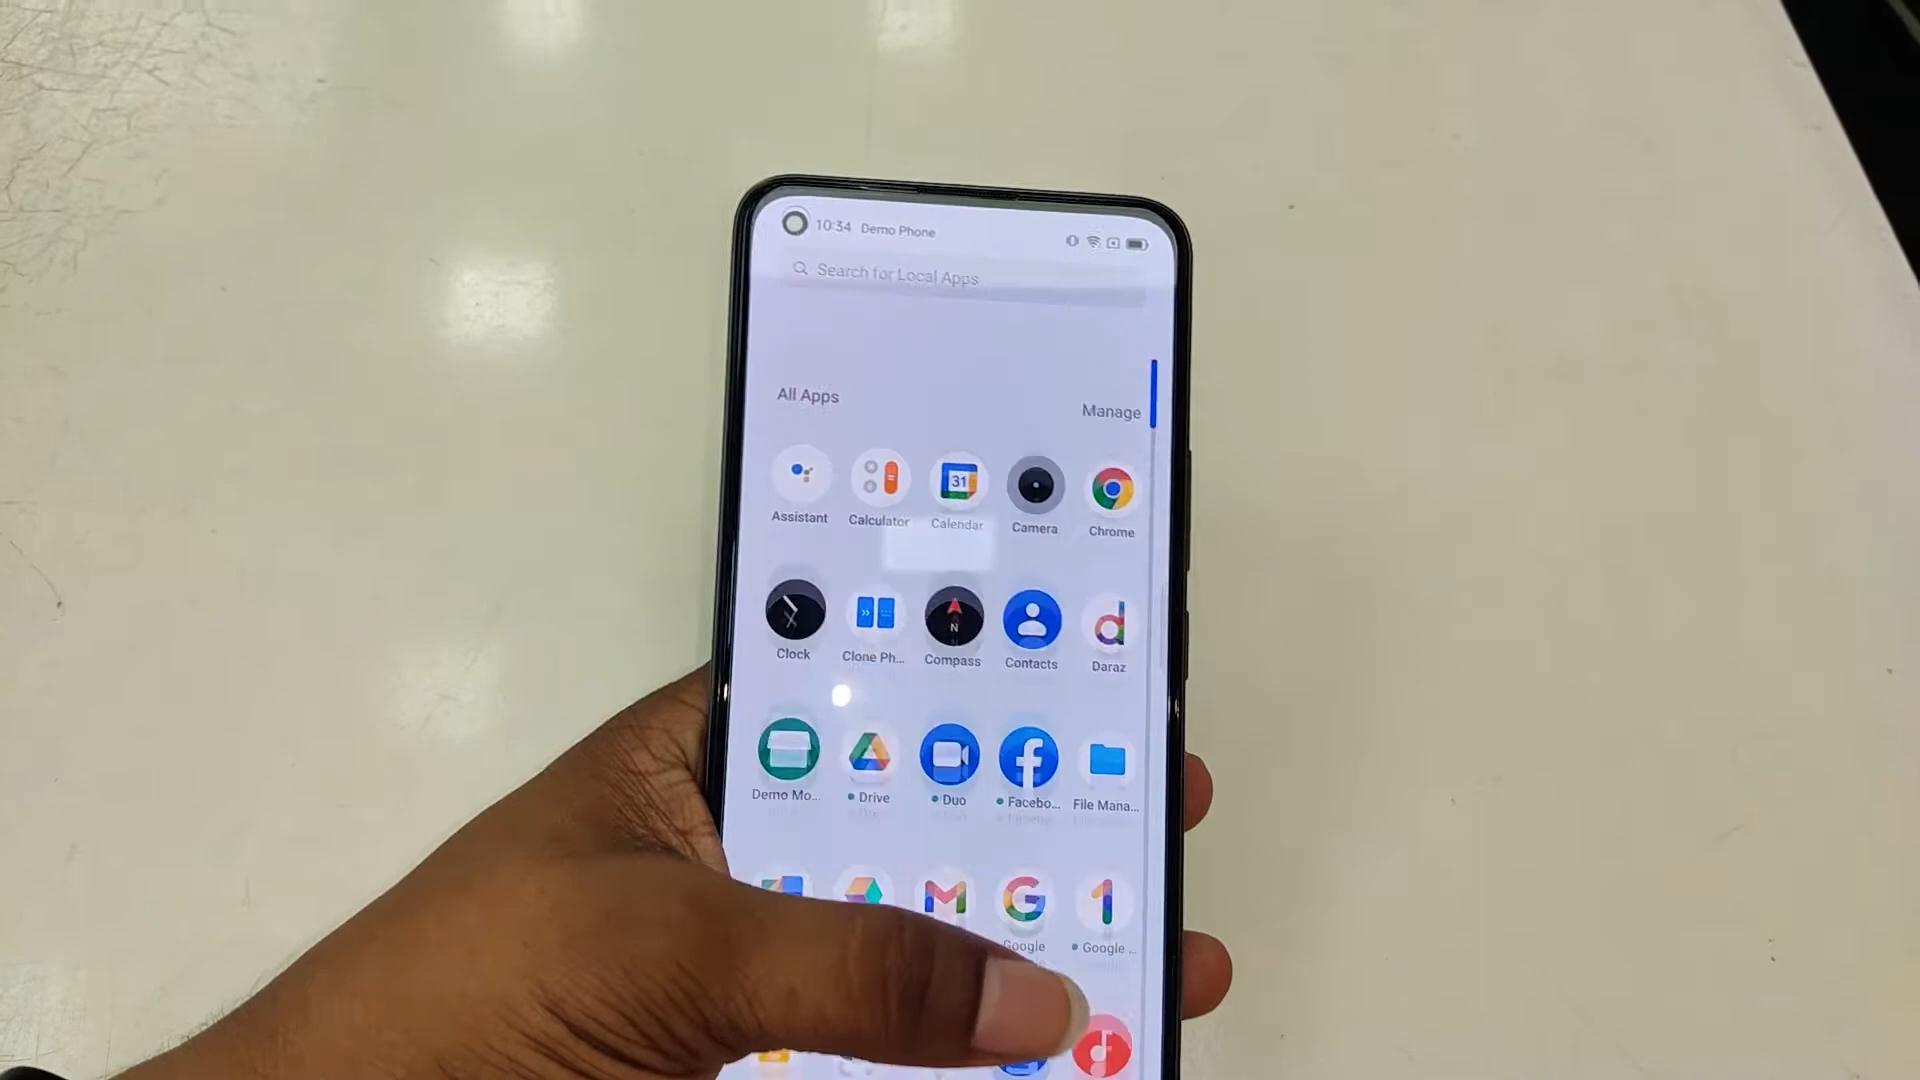 10:34 Demo Phone
Search for Local Apps
All Apps
Manage
Assistant Calculator Calendar Camera Chrome
31
Clock Clone Ph... Compass Contacts Daraz
N
Demo Mo... Drive Duo Facebo... File Mana...
Google Google ...